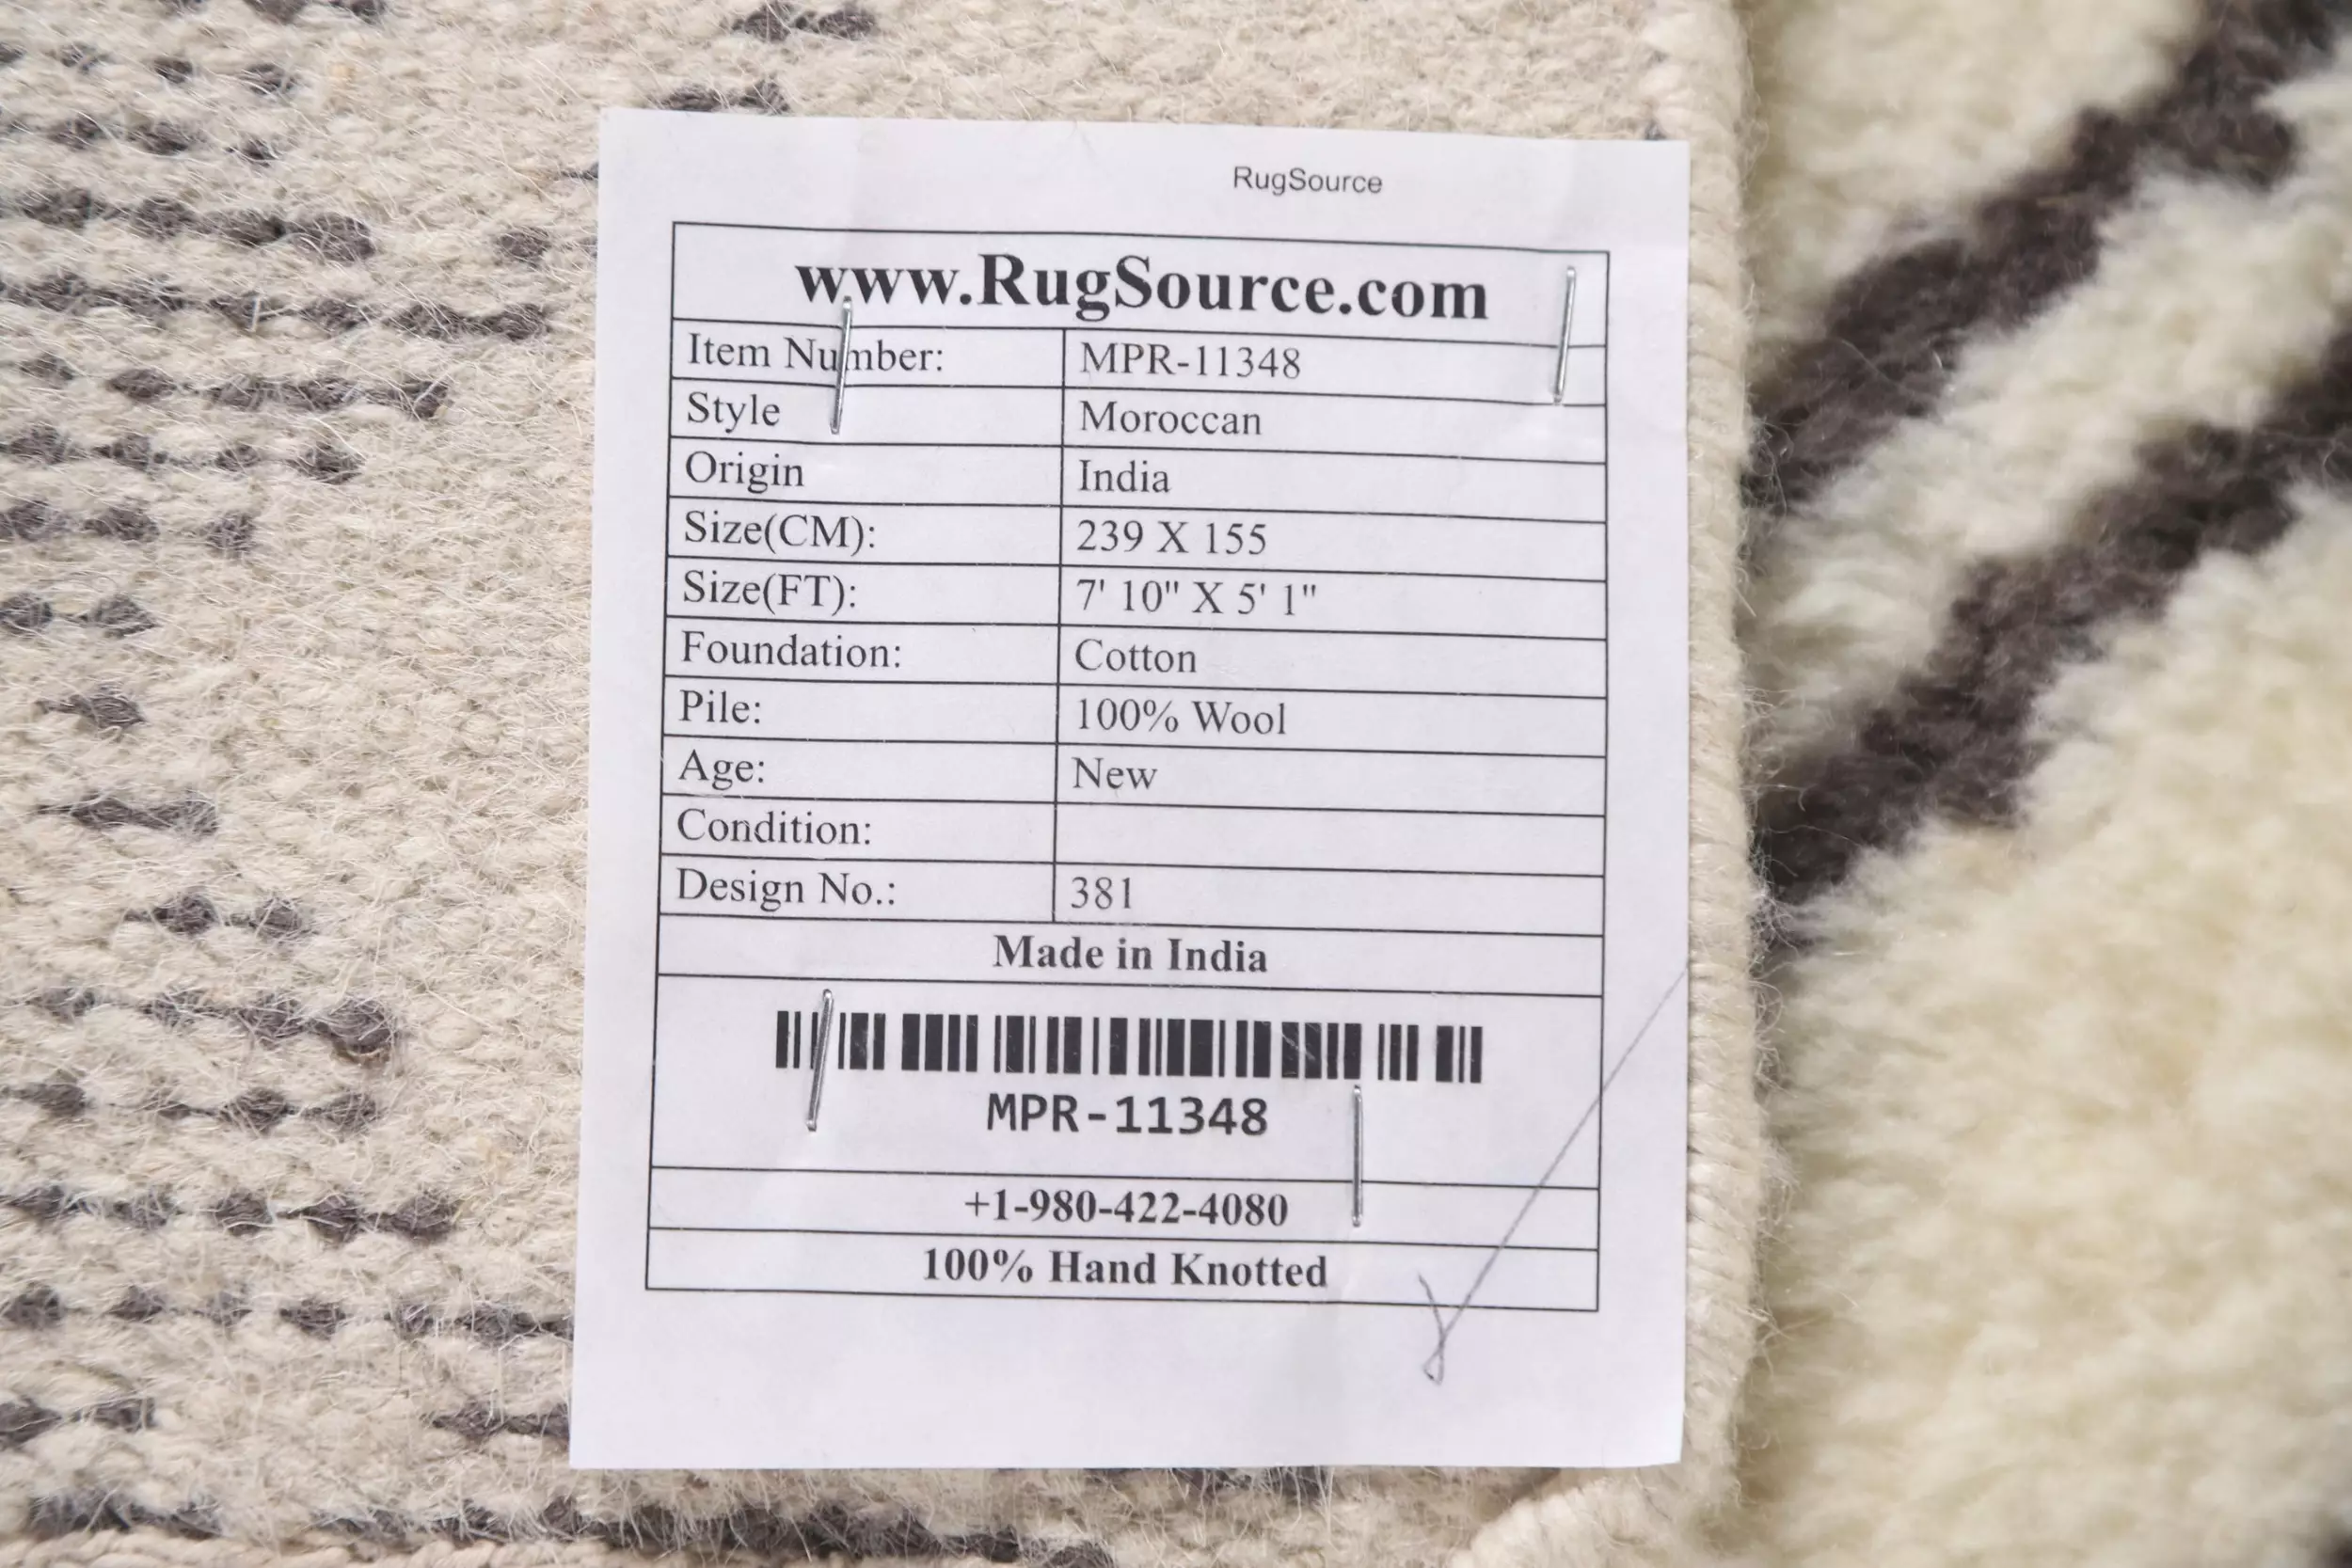 RugSource
www.RugSource.com
Item Number: MPR-11348
Style Moroccan
Origin India
Size(CM): 239 X 155
Size(FT): 7' 10" X 5' 1"
Foundation: Cotton
Pile: 100% Wool
Age: New
Condition:
Design No.: 381
Made in India
MPR-11348
+1-980-422-4080
100% Hand Knotted